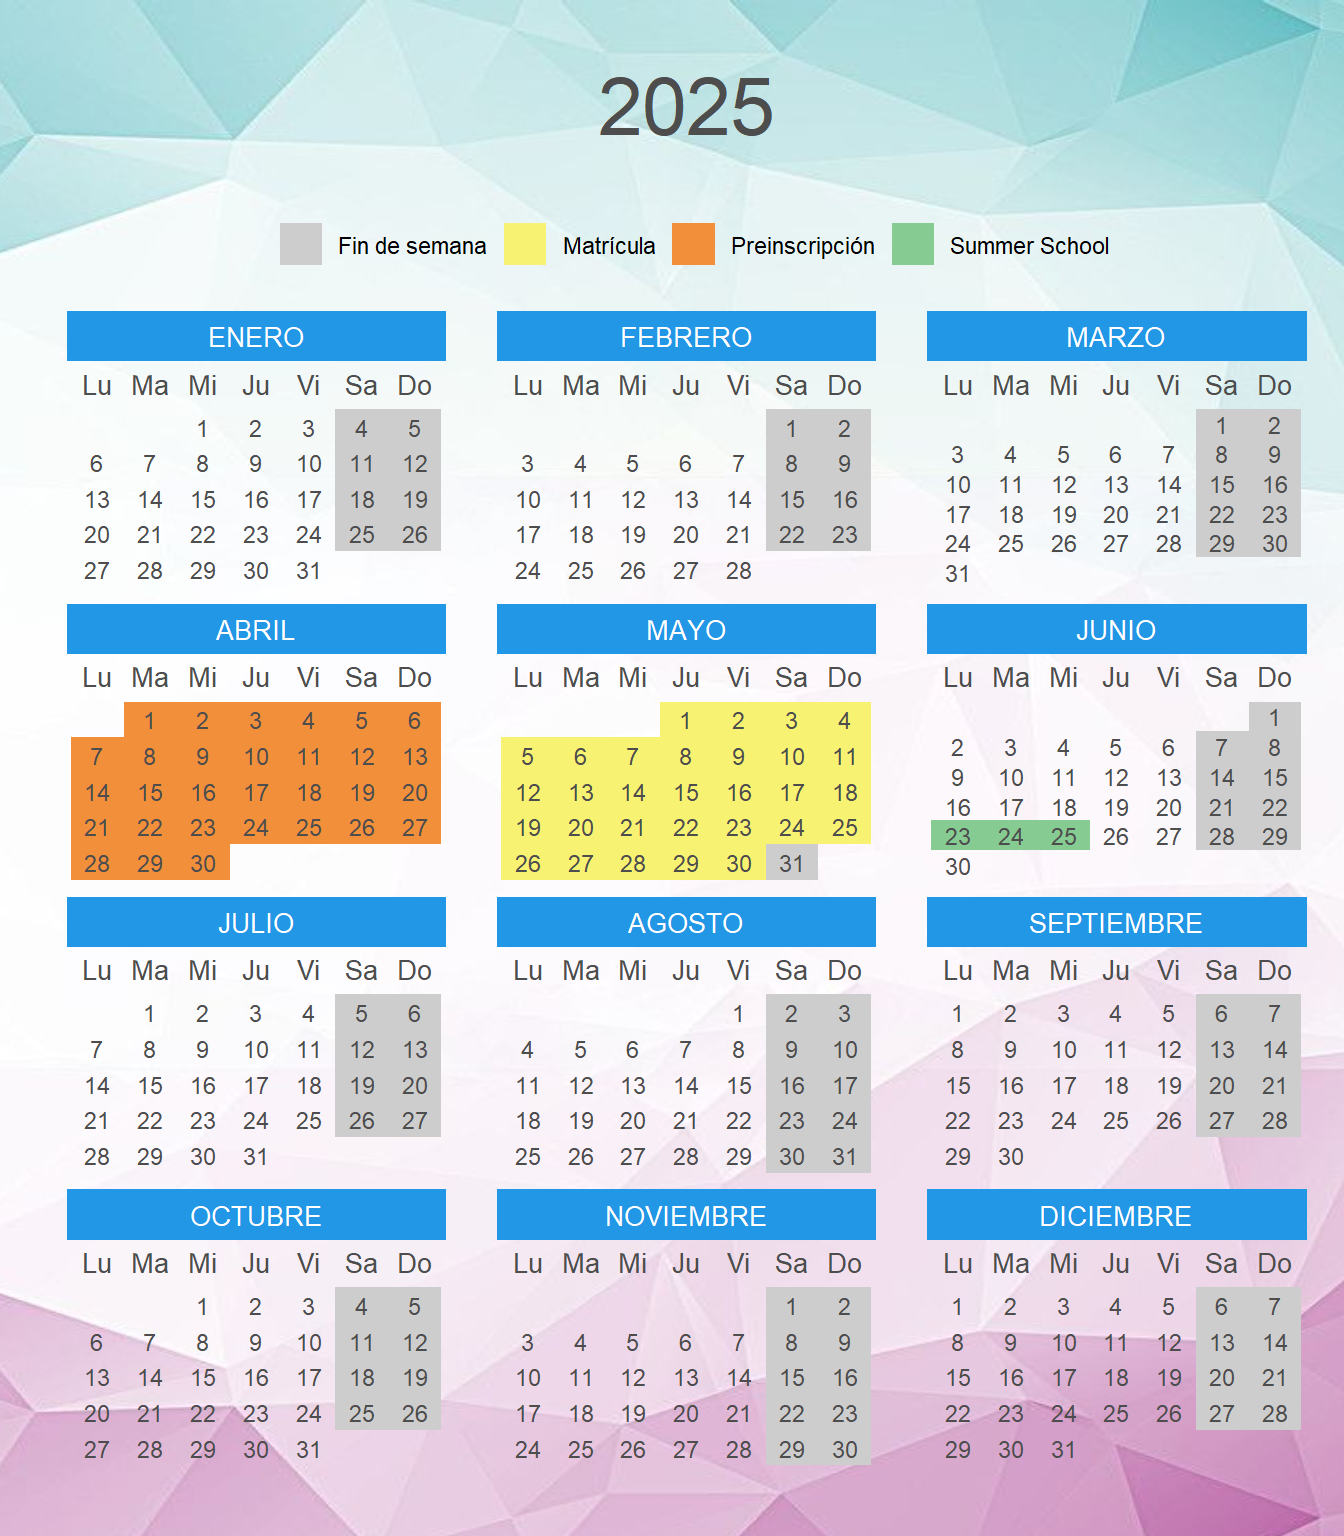 2025
Fin de semana Matrícula Preinscripción Summer School
ENERO FEBRERO MARZO
Lu Ma Mi Ju Vi Sa Do Lu Ma Mi Ju Vi Sa Do Lu Ma Mi Ju Vi Sa Do
1 2 3 4 5 1 2 1 2
6 7 8 9 10 11 12 3 4 5 6 7 8 9 3 4 5 6 7 8 9
13 14 15 16 17 18 19 10 11 12 13 14 15 16 10 11 12 13 14 15 16
20 21 22 23 24 25 26 17 18 19 20 21 22 23 17 18 19 20 21 22 23
27 28 29 30 31 24 25 26 27 28 24 25 26 27 28 29 30
31
ABRIL MAYO JUNIO
Lu Ma Mi Ju Vi Sa Do Lu Ma Mi Ju Vi Sa Do Lu Ma Mi Ju Vi Sa Do
1 2 3 4 5 6 1 2 3 4 1
7 8 9 10 11 12 13 5 6 7 8 9 10 11 2 3 4 5 6 7 8
14 15 16 17 18 19 20 12 13 14 15 16 17 18 9 10 11 12 13 14 15
21 22 23 24 25 26 27 19 20 21 22 23 24 25 16 17 18 19 20 21 22
28 29 30 26 27 28 29 30 31 23 24 25 26 27 28 29
30
JULIO AGOSTO SEPTIEMBRE
Lu Ma Mi Ju Vi Sa Do Lu Ma Mi Ju Vi Sa Do Lu Ma Mi Ju Vi Sa Do
1 2 3 4 5 6 1 2 3 1 2 3 4 5 6 7
7 8 9 10 11 12 13 4 5 6 7 8 9 10 8 9 10 11 12 13 14
14 15 16 17 18 19 20 11 12 13 14 15 16 17 15 16 17 18 19 20 21
21 22 23 24 25 26 27 18 19 20 21 22 23 24 22 23 24 25 26 27 28
28 29 30 31 25 26 27 28 29 30 31 29 30
OCTUBRE NOVIEMBRE DICIEMBRE
Lu Ma Mi Ju Vi Sa Do Lu Ma Mi Ju Vi Sa Do Lu Ma Mi Ju Vi Sa Do
1 2 3 4 5 1 2 1 2 3 4 5 6 7
6 7 8 9 10 11 12 3 4 5 6 7 8 9 8 9 10 11 12 13 14
13 14 15 16 17 18 19 10 11 12 13 14 15 16 15 16 17 18 19 20 21
20 21 22 23 24 25 26 17 18 19 20 21 22 23 22 23 24 25 26 27 28
27 28 29 30 31 24 25 26 27 28 29 30 29 30 31